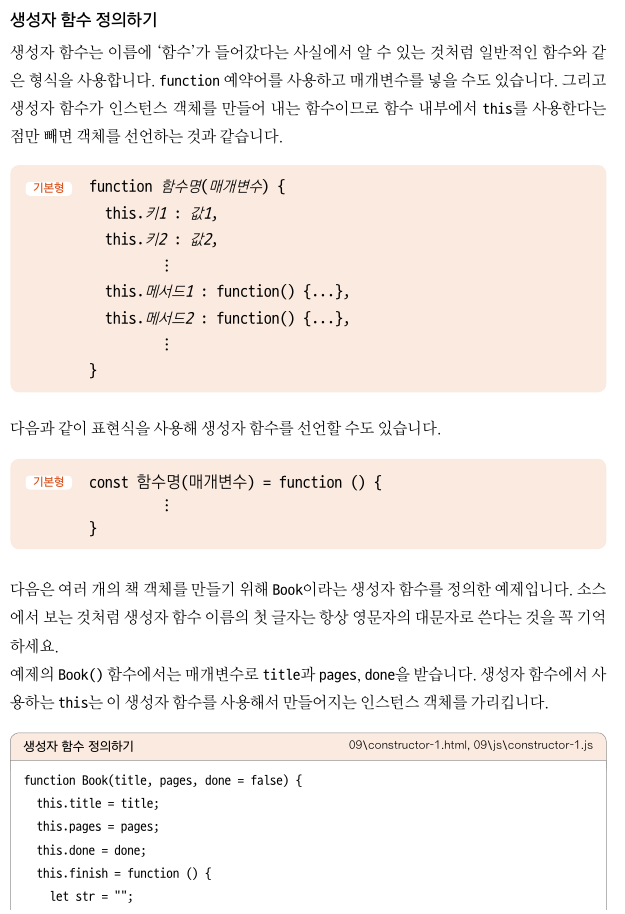 생성자 함수 정의하기
생성자 함수는 이름에 ‘함수’가 들어갔다는 사실에서 알 수 있는 것처럼 일반적인 함수와 같
은 형식을 사용합니다. function 예약어를 사용하고 매개변수를 넣을 수도 있습니다. 그리고
생성자 함수가 인스턴스 객체를 만들어 내는 함수이므로 함수 내부에서 this를 사용한다는
점만 빼면 객체를 선언하는 것과 같습니다.
기본형 function 함수명(매개변수) {
this.키1 : 값1,
this.키2 : 값2,
⋮
this.메서드1 : function() {...},
this.메서드2 : function() {...},
⋮
}
다음과 같이 표현식을 사용해 생성자 함수를 선언할 수도 있습니다.
기본형 const 함수명(매개변수) = function () {
⋮
}
다음은 여러 개의 책 객체를 만들기 위해 Book이라는 생성자 함수를 정의한 예제입니다. 소스
에서 보는 것처럼 생성자 함수 이름의 첫 글자는 항상 영문자의 대문자로 쓴다는 것을 꼭 기억
하세요.
예제의 Book() 함수에서는 매개변수로 title과 pages, done을 받습니다. 생성자 함수에서 사
용하는 this는 이 생성자 함수를 사용해서 만들어지는 인스턴스 객체를 가리킵니다.
생성자 함수 정의하기 09\constructor-1.html, 09\js\constructor-1.js
function Book(title, pages, done = false) {
this.title = title;
this.pages = pages;
this.done = done;
this.finish = function () {
let str = "";